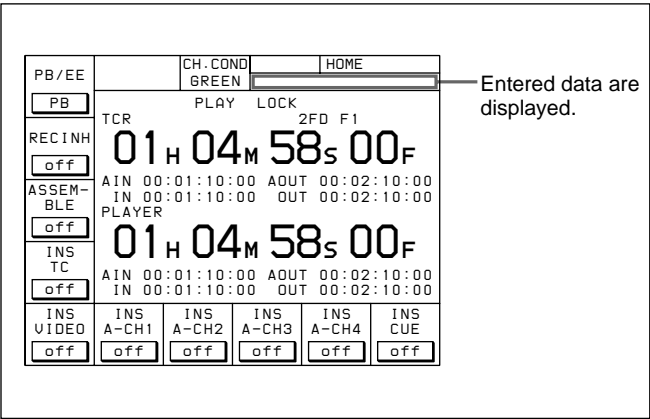 PB/EE
PB
CH.COND
GREEN
HOME
Entered data are
displayed.
RECINH
off
ASSEM-
BLE
off
INS
TC
off
PLAY LOCK
TCR 2FD F1
01H 04M 58S 00F
AIN 00:01:10:00 AOUT 00:02:10:00
IN 00:01:10:00 OUT 00:02:10:00
PLAYER
01H 04M 58S 00F
AIN 00:01:10:00 AOUT 00:02:10:00
IN 00:01:10:00 OUT 00:02:10:00
INS
VIDEO
off
INS
A-CH1
off
INS
A-CH2
off
INS
A-CH3
off
INS
A-CH4
off
INS
CUE
off